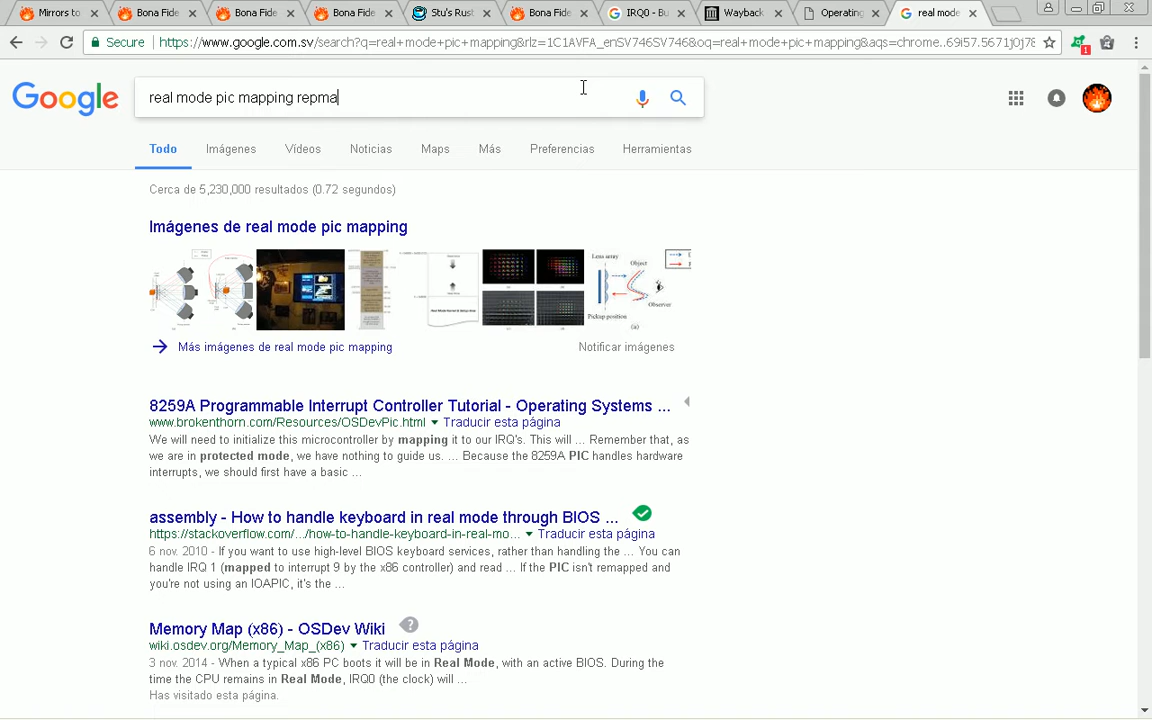 Mirrors to
Bona Fide
Bona Fide
Bona Fide
Stu's Rust
Bona Fide
IRQ0 - Bu
Wayback
Operating
real mode
Secure
https://www.google.com.sv/search?q=real+mode+pic+mapping&rlz=1C1AVFA_enSV746SV746&oq=real+mode+pic+mapping&aqs=chrome..69i57.5671j0j7&
1
Google
real mode pic mapping repma
Todo
Imágenes
Vídeos
Noticias
Maps
Más
Preferencias
Herramientas
Cerca de 5,230,000 resultados (0.72 segundos)
Imágenes de real mode pic mapping
Lens array
Object
Observer
Pickup position
(a)
Más imágenes de real mode pic mapping
Notificar imágenes
8259A Programmable Interrupt Controller Tutorial - Operating Systems ...
www.brokenthorn.com/Resources/OSDevPic.html
Traducir esta página
We will need to initialize this microcontroller by mapping it to our IRQ's. This will ... Remember that, as
we are in protected mode, we have nothing to guide us. ... Because the 8259A PIC handles hardware
interrupts, we should first have a basic ...
assembly - How to handle keyboard in real mode through BIOS ...
https://stackoverflow.com/.../how-to-handle-keyboard-in-real-mo...
Traducir esta página
6 nov. 2010 - If you want to use high-level BIOS keyboard services, rather than handling the ... You can
handle IRQ 1 (mapped to interrupt 9 by the x86 controller) and read ... If the PIC isn't remapped and
you're not using an IOAPIC, it's the ...
Memory Map (x86) - OSDev Wiki
?
wiki.osdev.org/Memory_Map_(x86)
Traducir esta página
3 nov. 2014 - When a typical x86 PC boots it will be in Real Mode, with an active BIOS. During the
time the CPU remains in Real Mode, IRQ0 (the clock) will ...
Has visitado esta página.